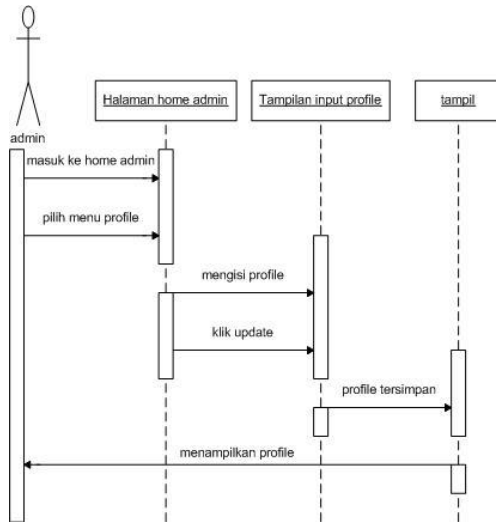 Halaman home admin
Tampilan input profile
tampil
admin
masuk ke home admin
pilih menu profile
mengisi profile
klik update
profile tersimpan
menampilkan profile